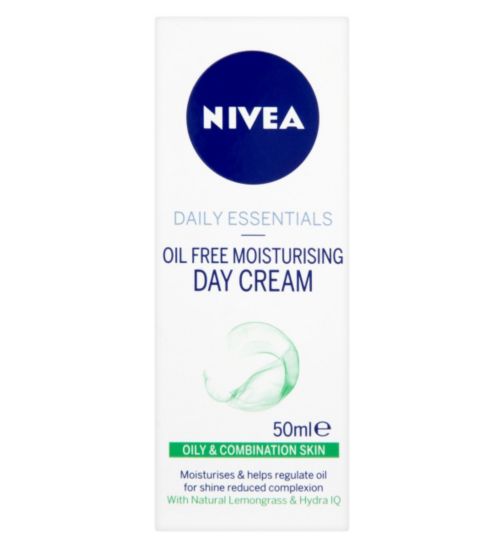 NIVEA
DAILY ESSENTIALS
OIL FREE MOISTURISING
DAY CREAM
50ml℮
OILY & COMBINATION SKIN
Moisturises & helps regulate oil
for shine reduced complexion
With Natural Lemongrass & Hydra IQ